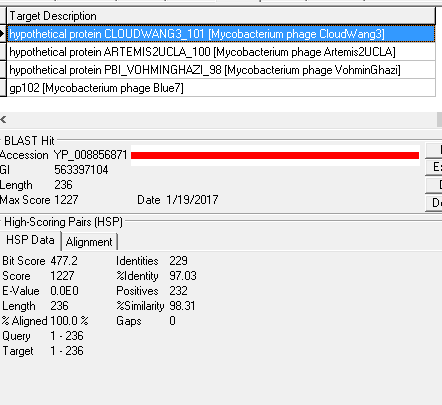 Target Description
hypothetical protein CLOUDWANG3_101 [Mycobacterium phage CloudWang3]
hypothetical protein ARTEMIS2UCLA_100 [Mycobacterium phage Artemis2UCLA]
hypothetical protein PBI_VOHMINGHAZI_98 [Mycobacterium phage VohminGhazi]
gp102 [Mycobacterium phage Blue7]
BLAST Hit
Accession YP_008856871
GI 563397104
Length 236
Max Score 1227 Date 1/19/2017
High-Scoring Pairs (HSP)
HSP Data Alignment
Bit Score 477.2 Identities 229
Score 1227 %Identity 97.03
E-Value 0.0E0 Positives 232
Length 236 %Similarity 98.31
% Aligned 100.0 % Gaps 0
Query 1 - 236
Target 1 - 236